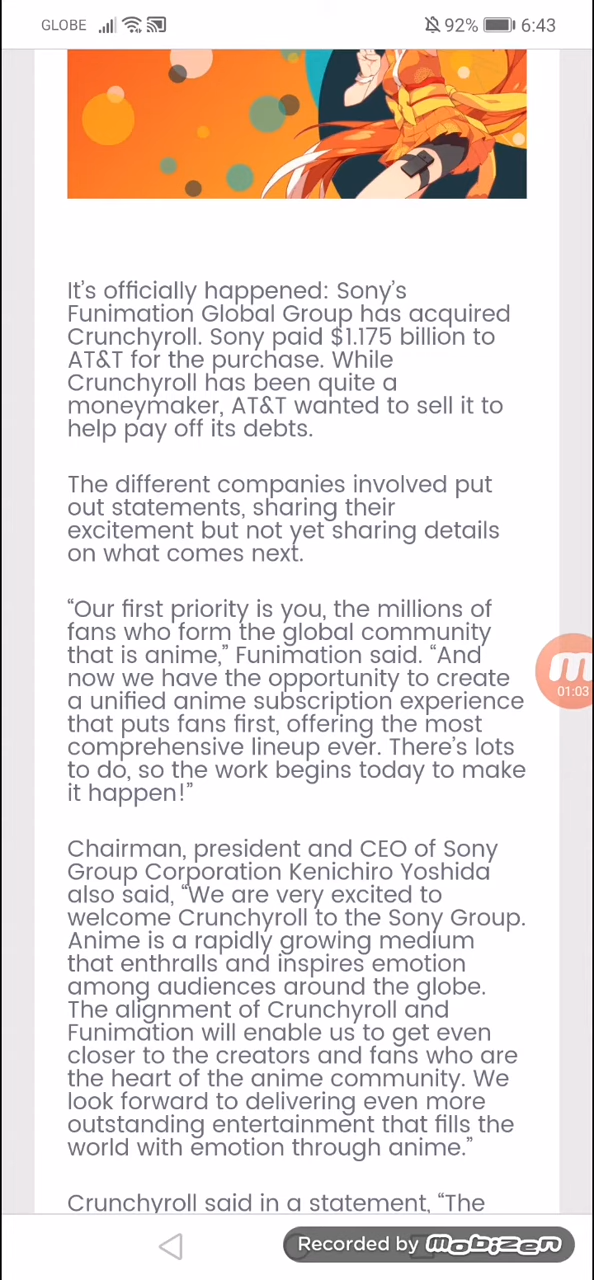 GLOBE 92% 6:43
It's officially happened: Sony's
Funimation Global Group has acquired
Crunchyroll. Sony paid $1.175 billion to
AT&T for the purchase. While
Crunchyroll has been quite a
moneymaker, AT&T wanted to sell it to
help pay off its debts.
The different companies involved put
out statements, sharing their
excitement but not yet sharing details
on what comes next.
“Our first priority is you, the millions of
fans who form the global community
that is anime,” Funimation said. “And
now we have the opportunity to create
a unified anime subscription experience
that puts fans first, offering the most
comprehensive lineup ever. There's lots
to do, so the work begins today to make
it happen!”
01:03
Chairman, president and CEO of Sony
Group Corporation Kenichiro Yoshida
also said, “We are very excited to
welcome Crunchyroll to the Sony Group.
Anime is a rapidly growing medium
that enthralls and inspires emotion
among audiences around the globe.
The alignment of Crunchyroll and
Funimation will enable us to get even
closer to the creators and fans who are
the heart of the anime community. We
look forward to delivering even more
outstanding entertainment that fills the
world with emotion through anime.”
Crunchyroll said in a statement, “The
Recorded by mobizen